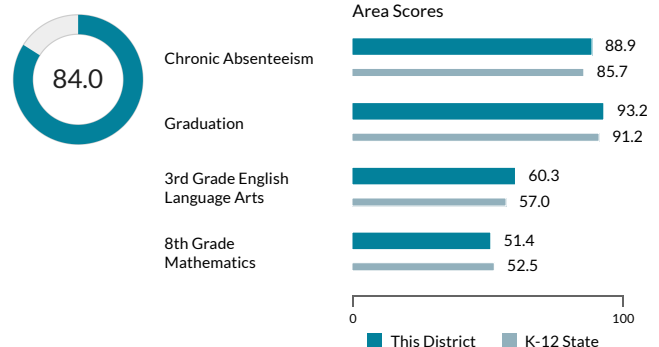 Area Scores
84.0
Chronic Absenteeism
88.9
85.7
Graduation
93.2
91.2
3rd Grade English
Language Arts
60.3
57.0
8th Grade
Mathematics
51.4
52.5
0 100
This District K-12 State